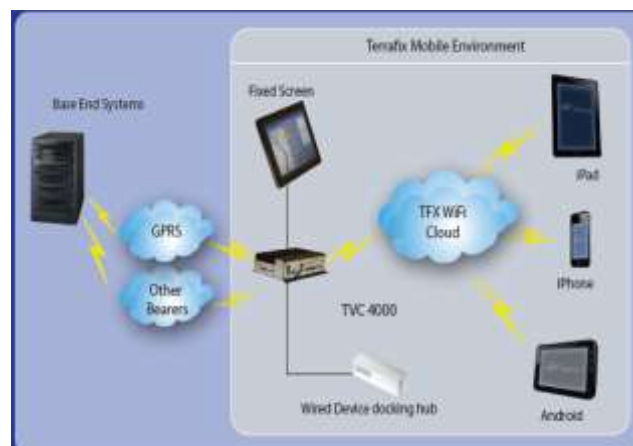 Terrafix Mobile Environment
Fixed Screen
Base End Systems
iPad
GPRS
TFX WiFi
Cloud
iPhone
Other
Bearers
TVC 4000
Wired Device docking hub
Android